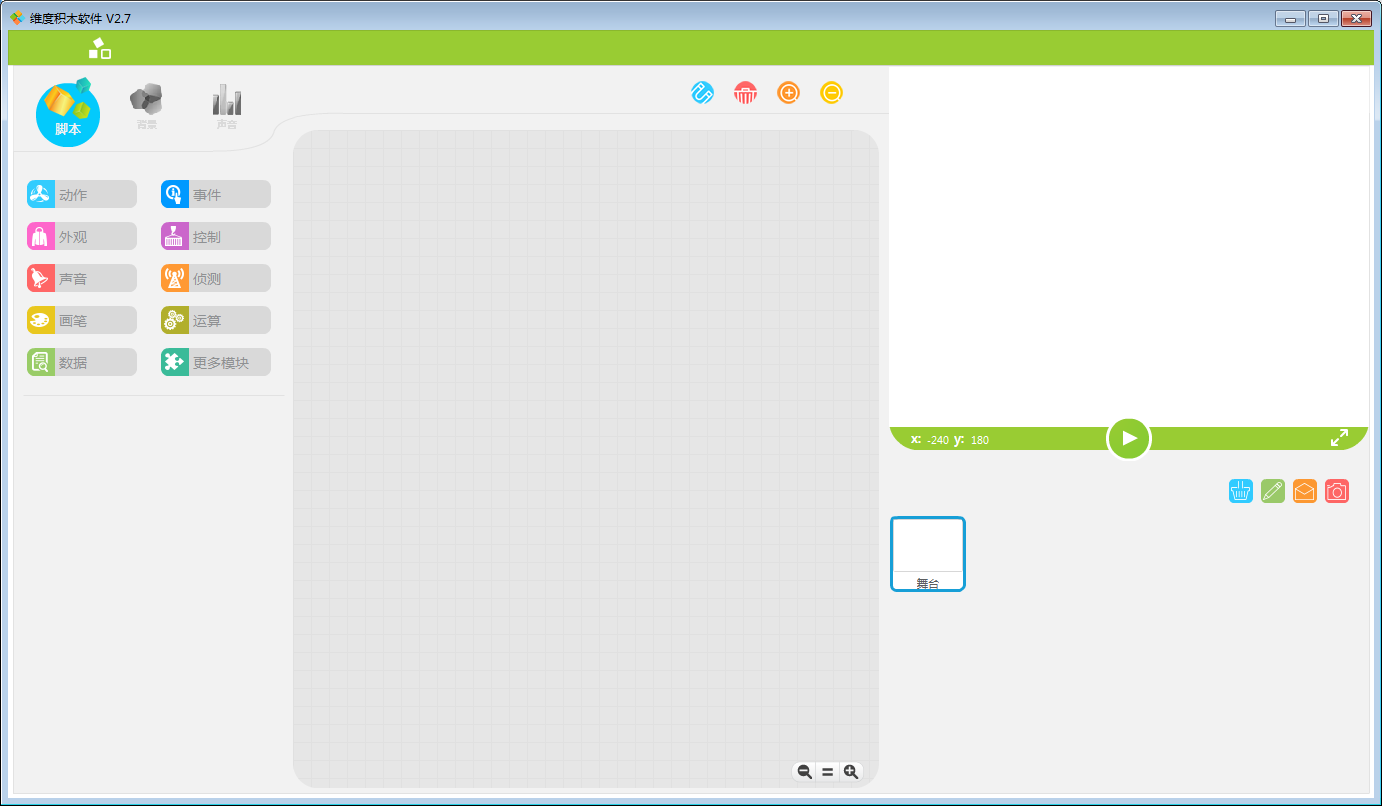 维度积木软件 V2.7
脚本
背景
声音
动作
事件
外观
控制
声音
侦测
画笔
运算
数据
更多模块
x: -240 y: 180
舞台